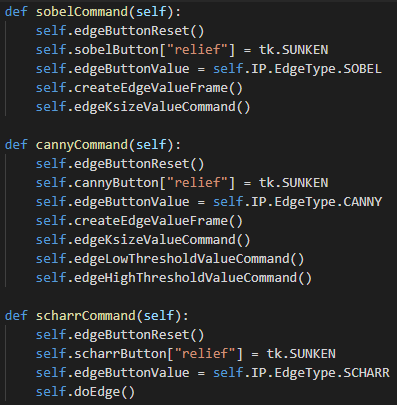 def sobelCommand(self):
    self.edgeButtonReset()
    self.sobelButton["relief"] = tk.SUNKEN
    self.edgeButtonValue = self.IP.EdgeType.SOBEL
    self.createEdgeValueFrame()
    self.edgeKsizeValueCommand()

def cannyCommand(self):
    self.edgeButtonReset()
    self.cannyButton["relief"] = tk.SUNKEN
    self.edgeButtonValue = self.IP.EdgeType.CANNY
    self.createEdgeValueFrame()
    self.edgeKsizeValueCommand()
    self.edgeLowThresholdValueCommand()
    self.edgeHighThresholdValueCommand()

def scharrCommand(self):
    self.edgeButtonReset()
    self.scharrButton["relief"] = tk.SUNKEN
    self.edgeButtonValue = self.IP.EdgeType.SCHARR
    self.doEdge()